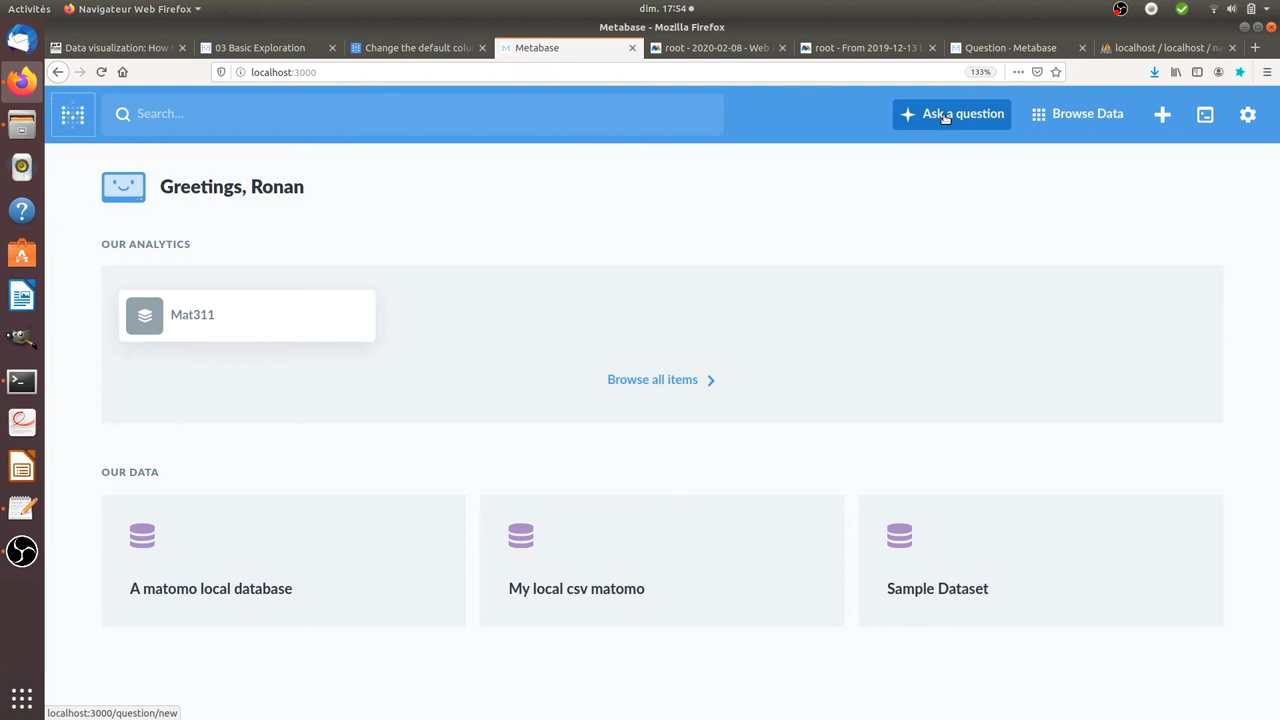 Activités
Navigateur Web Firefox
dim. 17:54
Metabase - Mozilla Firefox
Data visualization: How t
03 Basic Exploration
Change the default colu
Metabase
root - 2020-02-08 - Web
root - From 2019-12-13 t
Question - Metabase
localhost / localhost / na
localhost:3000
133%
Search...
Ask a question
Browse Data
Greetings, Ronan
OUR ANALYTICS
Mat311
Browse all items
OUR DATA
A matomo local database
My local csv matomo
Sample Dataset
localhost:3000/question/new